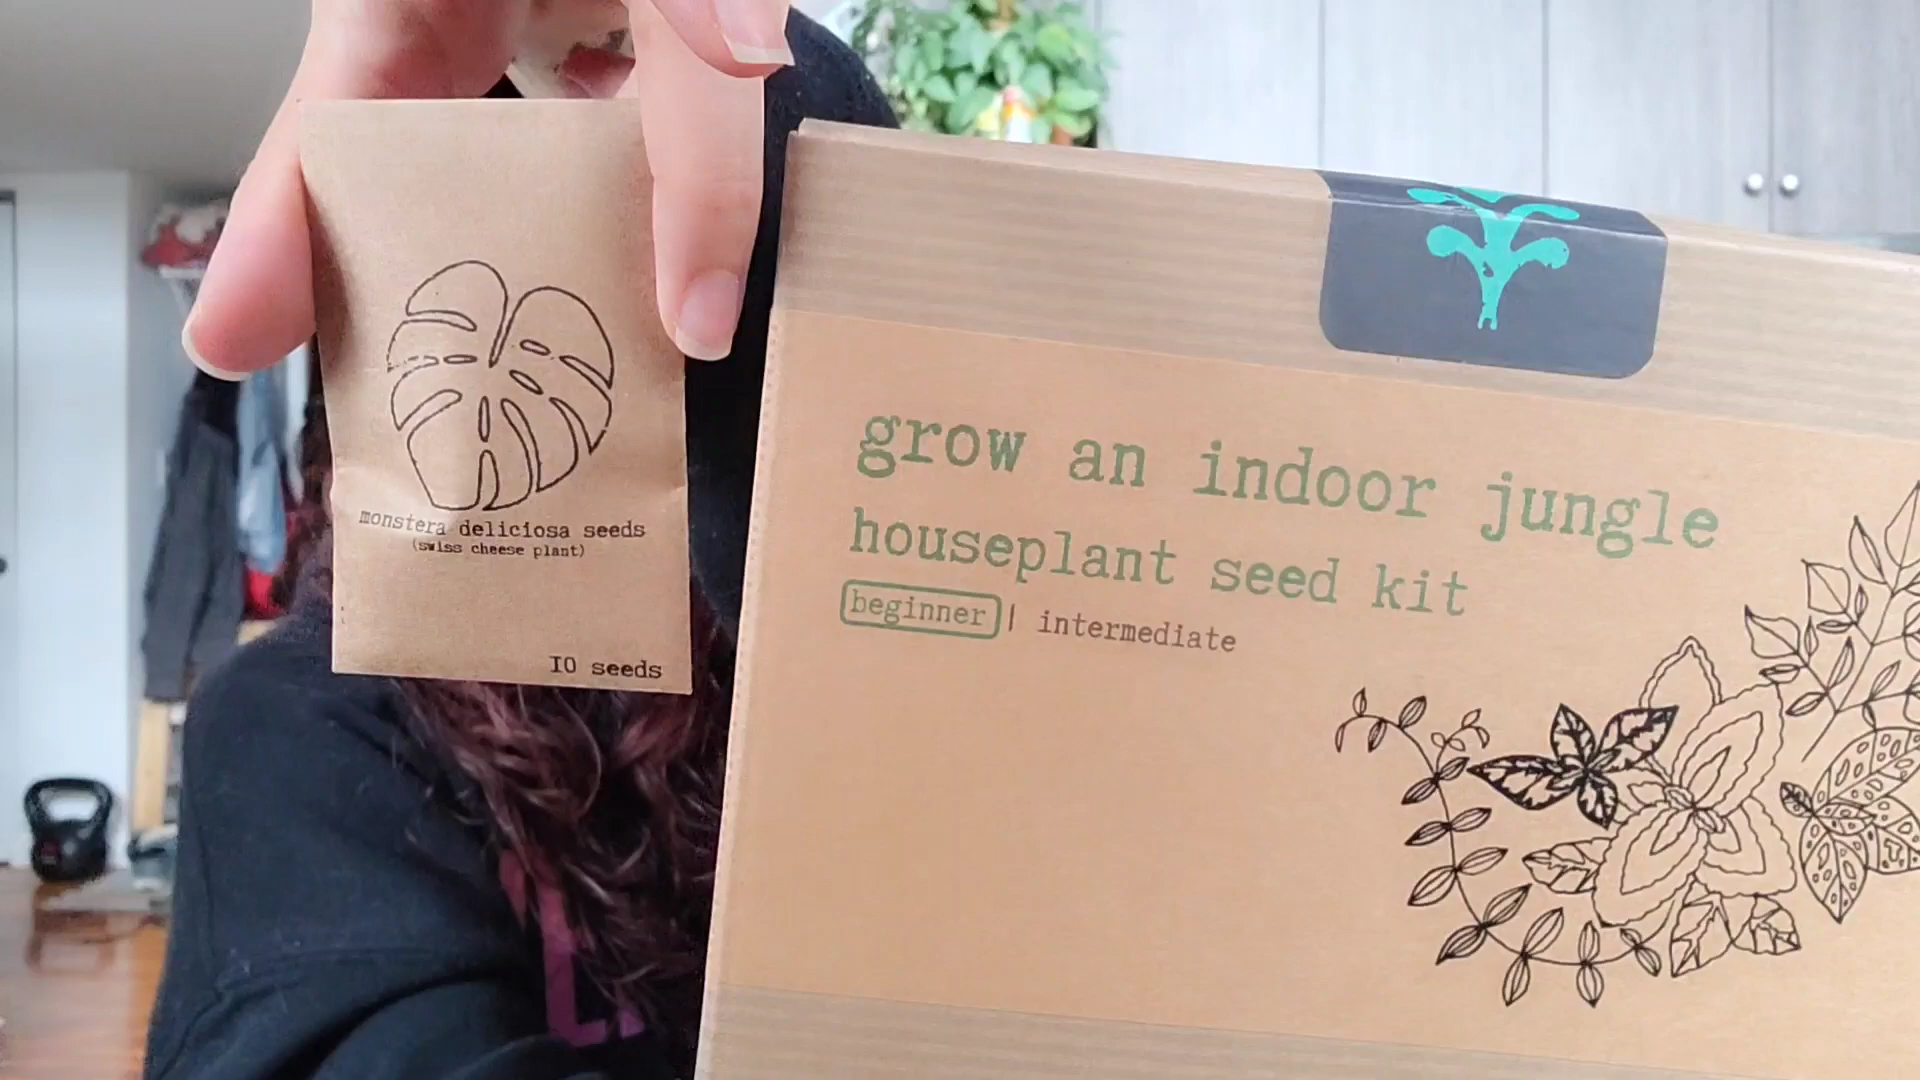 monstera deliciosa seeds
(swiss cheese plant)
10 seeds
grow an indoor jungle
houseplant seed kit
beginner | intermediate